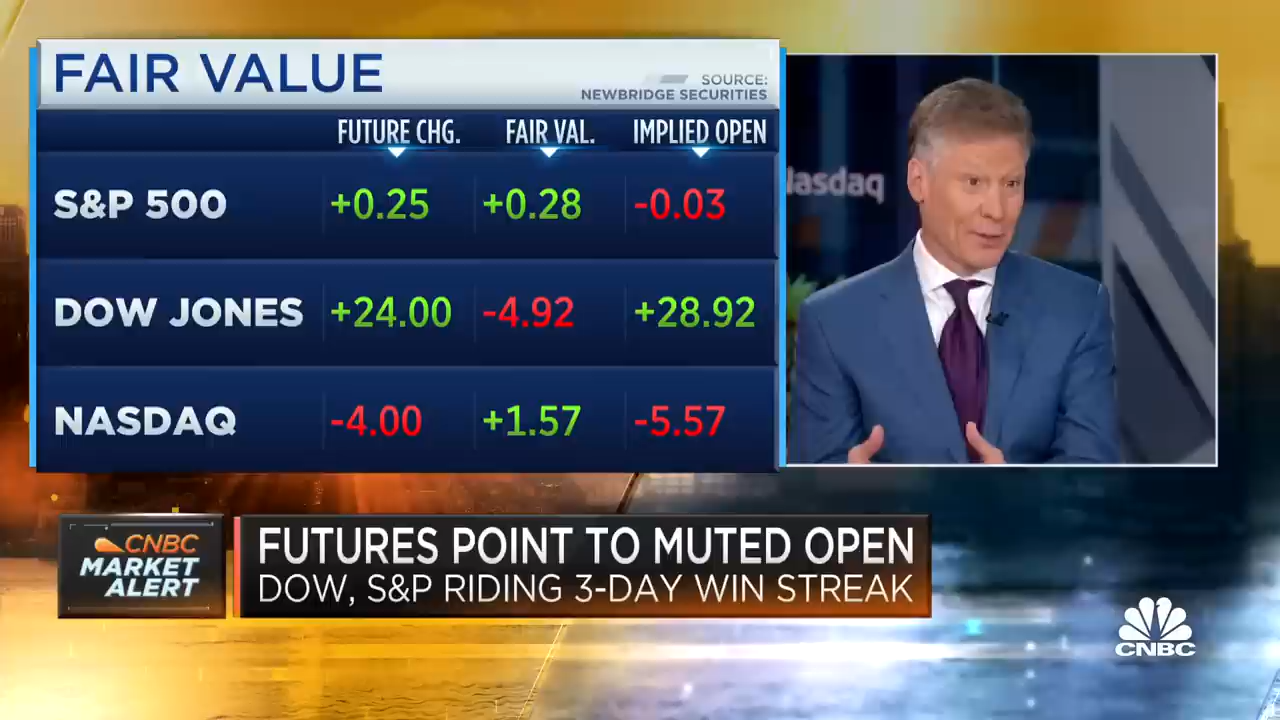 FAIR VALUE
SOURCE:
NEWBRIDGE SECURITIES
FUTURE CHG. FAIR VAL. IMPLIED OPEN
S&P 500 +0.25 +0.28 -0.03
DOW JONES +24.00 -4.92 +28.92
NASDAQ -4.00 +1.57 -5.57
Nasdaq
CNBC
MARKET
ALERT
FUTURES POINT TO MUTED OPEN
DOW, S&P RIDING 3-DAY WIN STREAK
CNBC